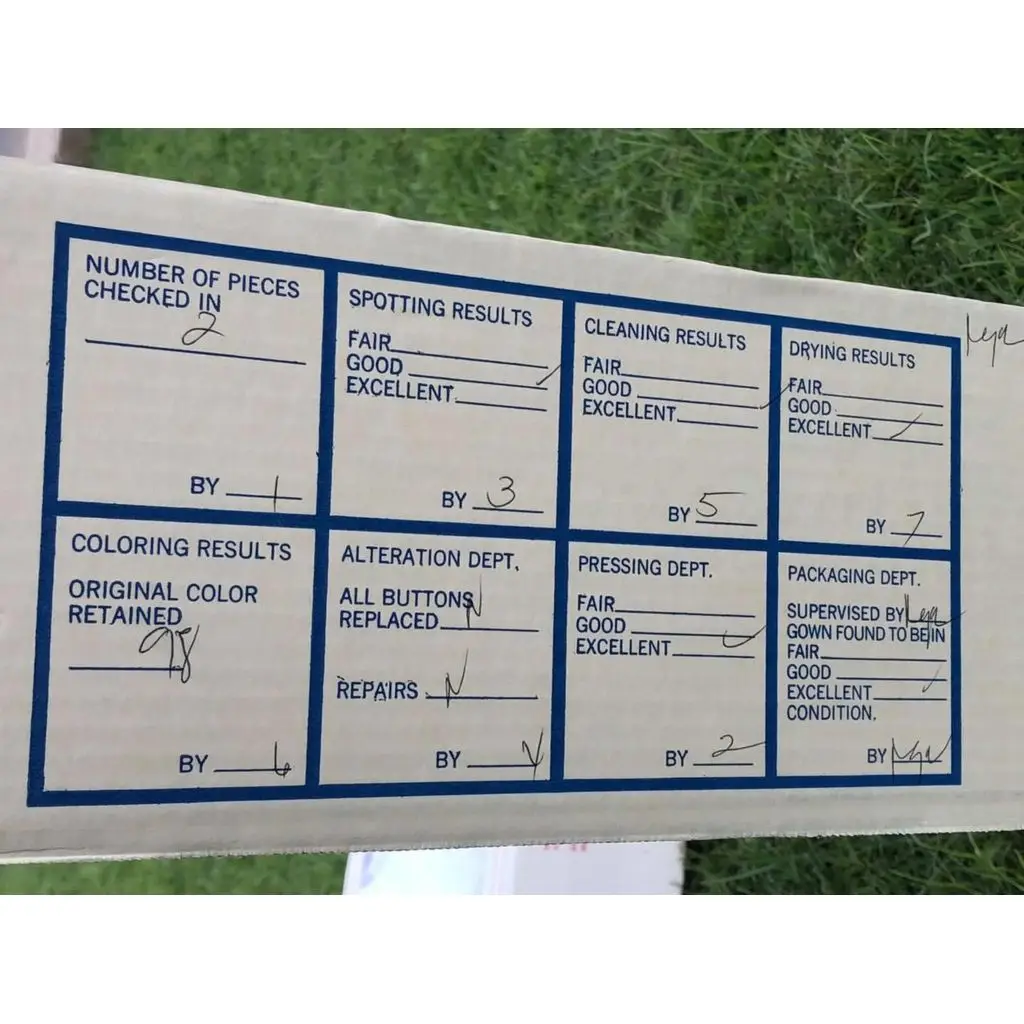 NUMBER OF PIECES
CHECKED IN
2
BY 1
SPOTTING RESULTS
FAIR
GOOD ✓
EXCELLENT
BY 3
CLEANING RESULTS
FAIR
GOOD ✓
EXCELLENT
BY 5
DRYING RESULTS
FAIR
GOOD
EXCELLENT ✓
BY 7
COLORING RESULTS
ORIGINAL COLOR
RETAINED
98
BY 6
ALTERATION DEPT.
ALL BUTTONS
REPLACED N
REPAIRS N
BY
PRESSING DEPT.
FAIR
GOOD ✓
EXCELLENT
BY 2
PACKAGING DEPT.
SUPERVISED BY
GOWN FOUND TO BE IN
FAIR
GOOD
EXCELLENT ✓
CONDITION.
BY